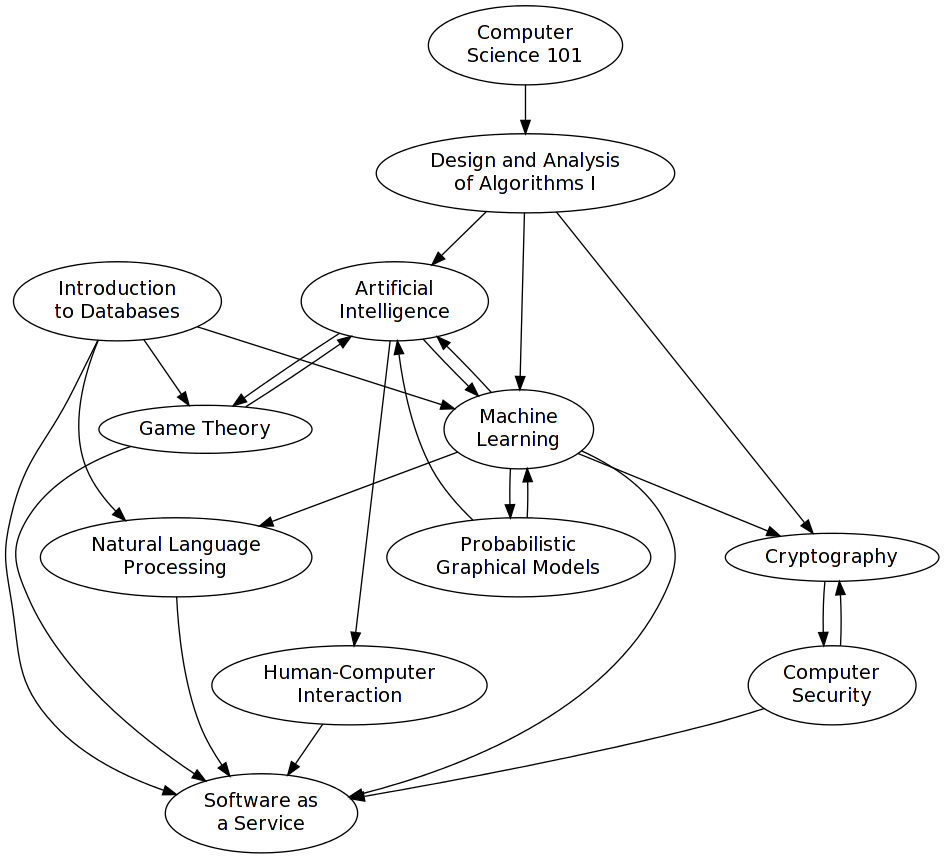 Computer
Science 101
Design and Analysis
of Algorithms I
Introduction
to Databases
Artificial
Intelligence
Game Theory
Machine
Learning
Natural Language
Processing
Probabilistic
Graphical Models
Cryptography
Human-Computer
Interaction
Computer
Security
Software as
a Service